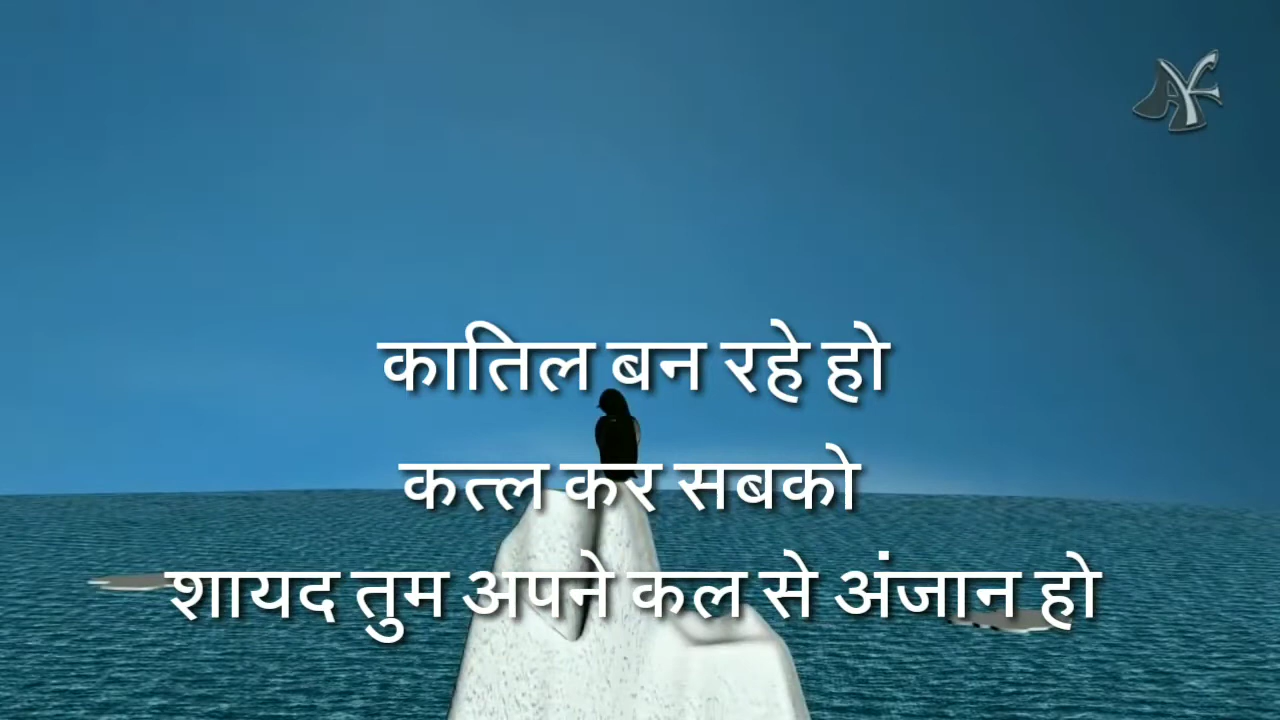 कातिल बन रहे हो
कत्ल कर सबको
शायद तुम अपने कल से अंजान हो